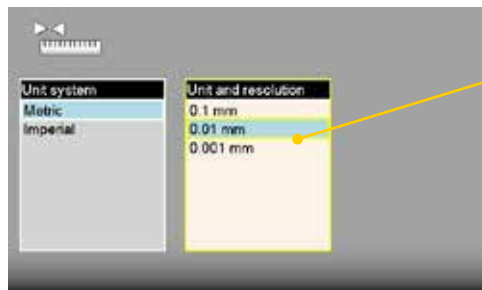 Unit system
Metric
Imperial
Unit and resolution
0.1 mm
0.01 mm
0.001 mm